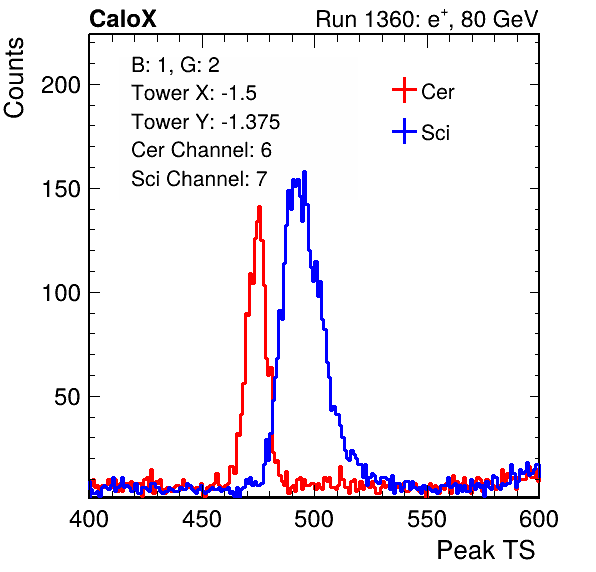 CaloX
Run 1360: e+, 80 GeV
Counts
B: 1, G: 2
Tower X: -1.5
Tower Y: -1.375
Cer Channel: 6
Sci Channel: 7
Cer
Sci
200
150
100
50
400 450 500 550 600
Peak TS